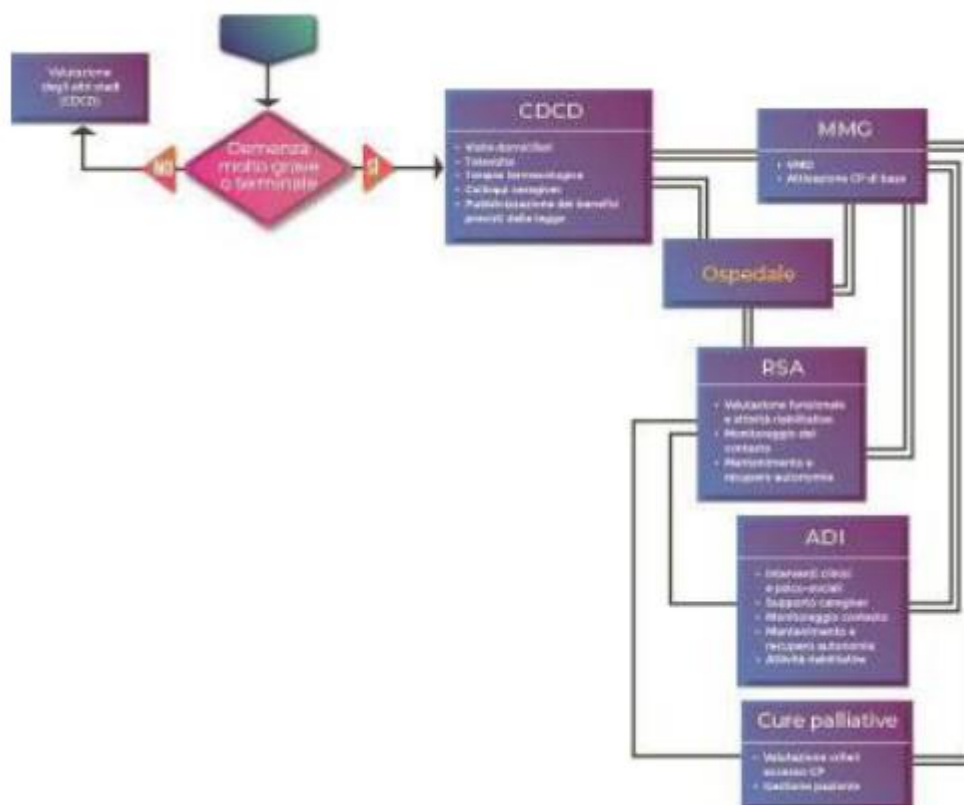 Valutazione
degli altri stadi
(CDCD)
Demenza
molto grave
o terminale
NO
SÌ
CDCD
• Visite domiciliari
• Televisite
• Terapia farmacologica
• Colloqui caregiver
• Pubblicizzazione dei benefici
previsti dalla legge
MMG
• VMD
• Attivazione CP di base
Ospedale
RSA
• Valutazione funzionale
e attività riabilitative
• Monitoraggio del
contesto
• Mantenimento e
recupero autonomia
ADI
• Interventi clinici
e psico-sociali
• Supporto caregiver
• Monitoraggio contesto
• Mantenimento e
recupero autonomia
• Attività riabilitative
Cure palliative
• Valutazione criteri
accesso CP
• Gestione paziente